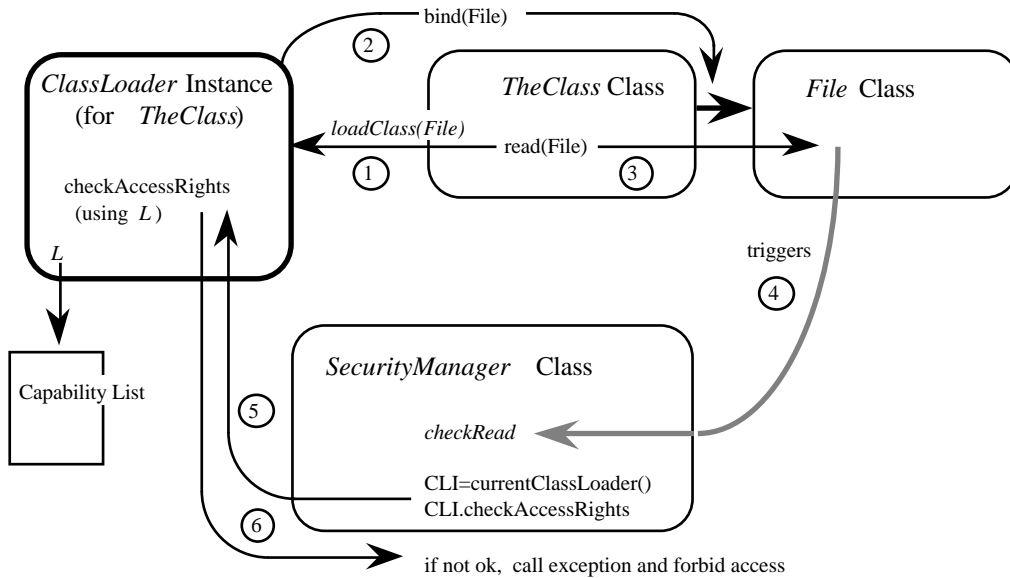 bind(File)
2
ClassLoader Instance
(for TheClass)
TheClass Class
File Class
loadClass(File)
read(File)
1
3
checkAccessRights
(using L)
L
triggers
4
Capability List
SecurityManager Class
5
checkRead
CLI=currentClassLoader()
CLI.checkAccessRights
6
if not ok, call exception and forbid access